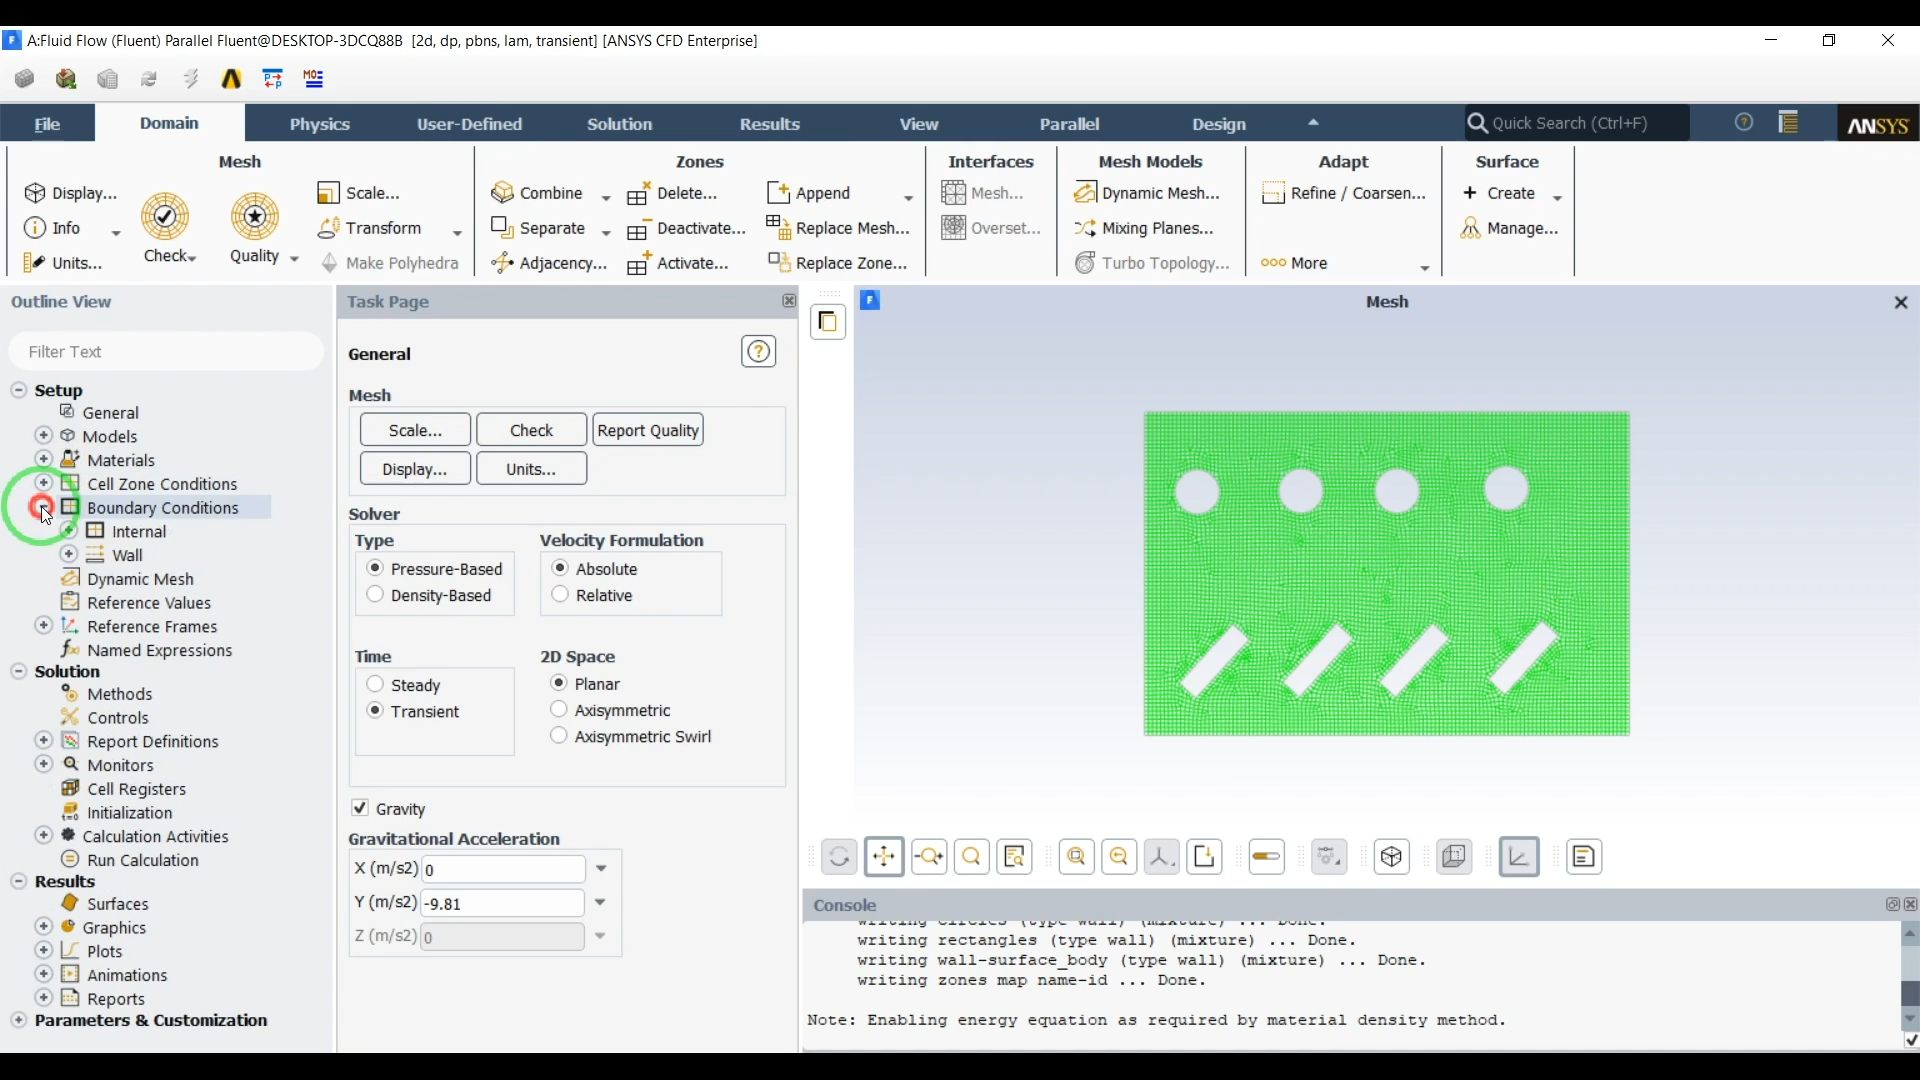 A:Fluid Flow (Fluent) Parallel Fluent@DESKTOP-3DCQ88B [2d, dp, pbns, lam, transient] [ANSYS CFD Enterprise]
File Domain Physics User-Defined Solution Results View Parallel Design Quick Search (Ctrl+F) ANSYS
Mesh Zones Interfaces Mesh Models Adapt Surface
Display... Scale... Combine Delete... Append Mesh... Dynamic Mesh... Refine / Coarsen... Create
Info Transform Separate Deactivate... Replace Mesh... Overset... Mixing Planes... Manage...
Check Quality
Units... Make Polyhedra Adjacency... Activate... Replace Zone... Turbo Topology... More
Outline View
Filter Text
Setup
General
Models
Materials
Cell Zone Conditions
Boundary Conditions
Internal
Wall
Dynamic Mesh
Reference Values
Reference Frames
Named Expressions
Solution
Methods
Controls
Report Definitions
Monitors
Cell Registers
Initialization
Calculation Activities
Run Calculation
Results
Surfaces
Graphics
Plots
Animations
Reports
Parameters & Customization
Task Page
General
Mesh
Scale... Check Report Quality
Display... Units...
Solver
Type Velocity Formulation
Pressure-Based Absolute
Density-Based Relative
Time 2D Space
Steady Planar
Transient Axisymmetric
Axisymmetric Swirl
Gravity
Gravitational Acceleration
X (m/s2) 0
Y (m/s2) -9.81
Z (m/s2) 0
Mesh
Console
writing circles (type wall) (mixture) ... Done.
writing rectangles (type wall) (mixture) ... Done.
writing wall-surface_body (type wall) (mixture) ... Done.
writing zones map name-id ... Done.
Note: Enabling energy equation as required by material density method.